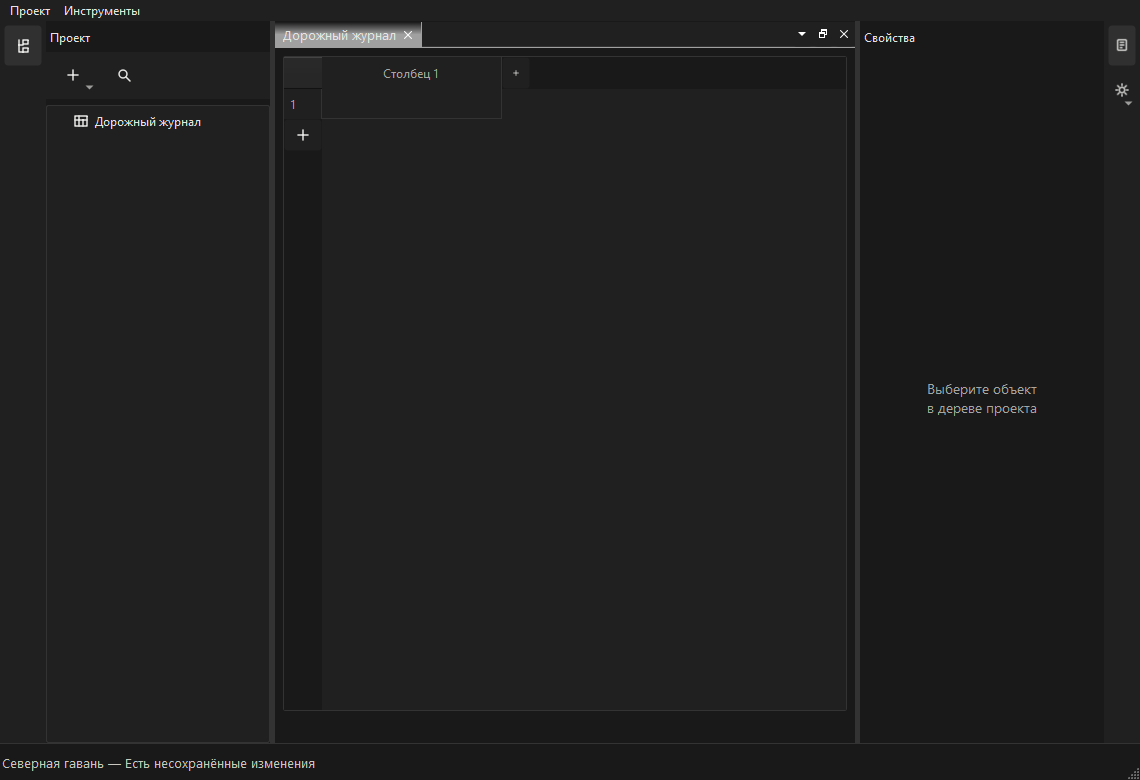 Проект Инструменты
Проект
Дорожный журнал
Свойства
Столбец 1 +
1
+
Дорожный журнал
Выберите объект
в дереве проекта
Северная гавань — Есть несохранённые изменения